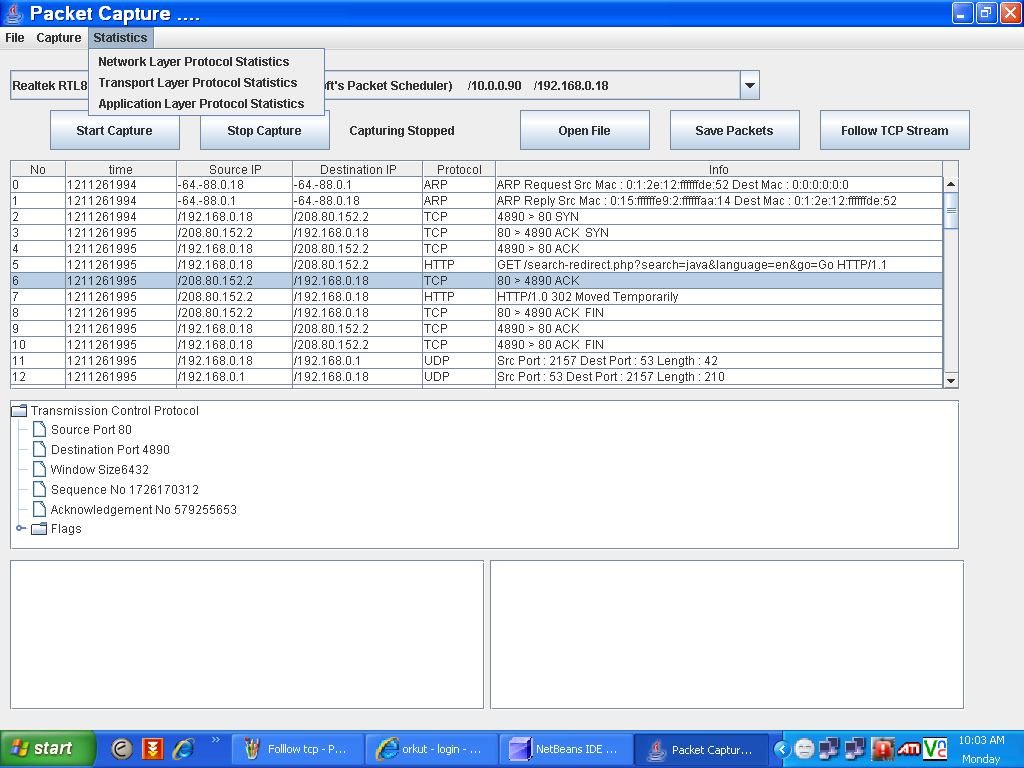 Packet Capture ....
File Capture Statistics
Network Layer Protocol Statistics
Transport Layer Protocol Statistics
Application Layer Protocol Statistics
Realtek RTL8 ft's Packet Scheduler) /10.0.0.90 /192.168.0.18
Start Capture Stop Capture Capturing Stopped Open File Save Packets Follow TCP Stream
No time Source IP Destination IP Protocol Info
0 1211261994 -64.-88.0.18 -64.-88.0.1 ARP ARP Request Src Mac : 0:1:2e:12:ffffffde:52 Dest Mac : 0:0:0:0:0:0
1 1211261994 -64.-88.0.1 -64.-88.0.18 ARP ARP Reply Src Mac : 0:15:ffffffe9:2:ffffffaa:14 Dest Mac : 0:1:2e:12:ffffffde:52
2 1211261994 /192.168.0.18 /208.80.152.2 TCP 4890 > 80 SYN
3 1211261995 /208.80.152.2 /192.168.0.18 TCP 80 > 4890 ACK SYN
4 1211261995 /192.168.0.18 /208.80.152.2 TCP 4890 > 80 ACK
5 1211261995 /192.168.0.18 /208.80.152.2 HTTP GET /search-redirect.php?search=java&language=en&go=Go HTTP/1.1
6 1211261995 /208.80.152.2 /192.168.0.18 TCP 80 > 4890 ACK
7 1211261995 /208.80.152.2 /192.168.0.18 HTTP HTTP/1.0 302 Moved Temporarily
8 1211261995 /208.80.152.2 /192.168.0.18 TCP 80 > 4890 ACK FIN
9 1211261995 /192.168.0.18 /208.80.152.2 TCP 4890 > 80 ACK
10 1211261995 /192.168.0.18 /208.80.152.2 TCP 4890 > 80 ACK FIN
11 1211261995 /192.168.0.18 /192.168.0.1 UDP Src Port : 2157 Dest Port : 53 Length : 42
12 1211261995 /192.168.0.1 /192.168.0.18 UDP Src Port : 53 Dest Port : 2157 Length : 210
Transmission Control Protocol
Source Port 80
Destination Port 4890
Window Size6432
Sequence No 1726170312
Acknowledgement No 579255653
Flags
start Folllow tcp - P... orkut - login - ... NetBeans IDE ... Packet Captur... ATI 10:03 AM
Monday